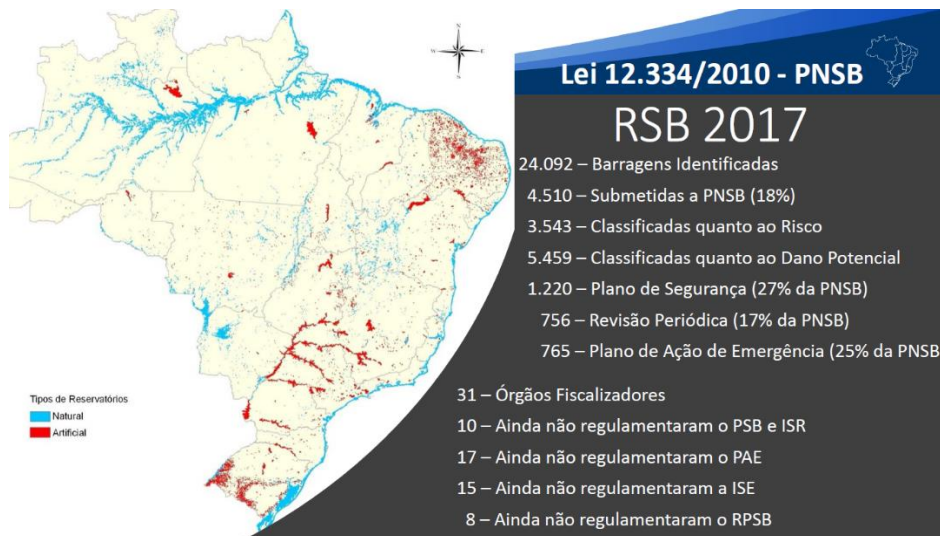 N
W
E
S
Tipos de Reservatórios
Natural
Artificial
Lei 12.334/2010 - PNSB
RSB 2017
24.092 – Barragens Identificadas
4.510 – Submetidas a PNSB (18%)
3.543 – Classificadas quanto ao Risco
5.459 – Classificadas quanto ao Dano Potencial
1.220 – Plano de Segurança (27% da PNSB)
756 – Revisão Periódica (17% da PNSB)
765 – Plano de Ação de Emergência (25% da PNSB
31 – Órgãos Fiscalizadores
10 – Ainda não regulamentaram o PSB e ISR
17 – Ainda não regulamentaram o PAE
15 – Ainda não regulamentaram a ISE
8 – Ainda não regulamentaram o RPSB